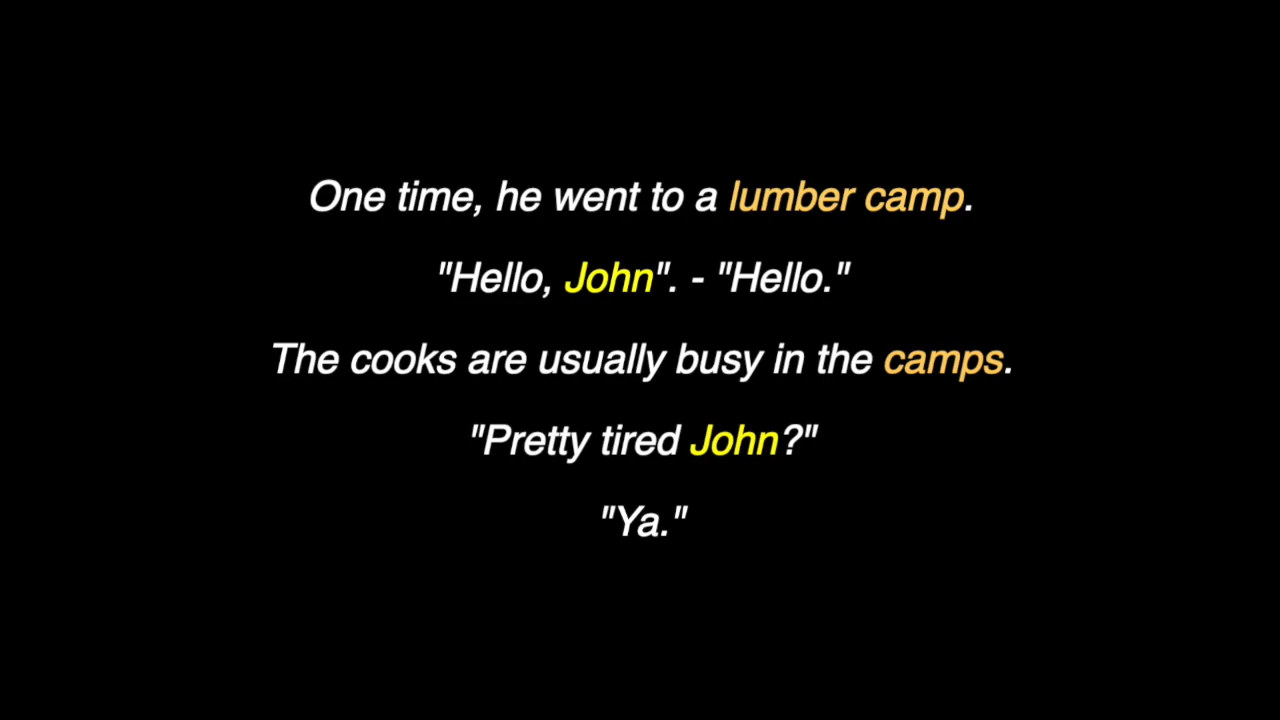 One time, he went to a lumber camp.
"Hello, John". - "Hello."
The cooks are usually busy in the camps.
"Pretty tired John?"
"Ya."